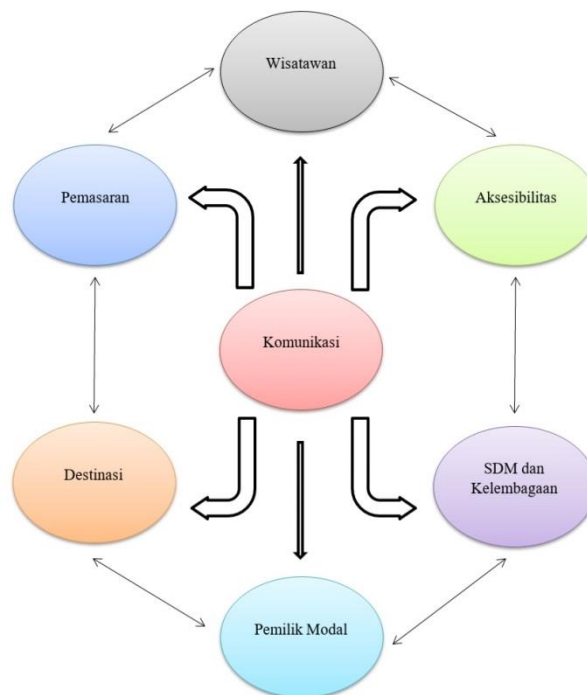 Wisatawan
Pemasaran
Aksesibilitas
Komunikasi
Destinasi
SDM dan
Kelembagaan
Pemilik Modal